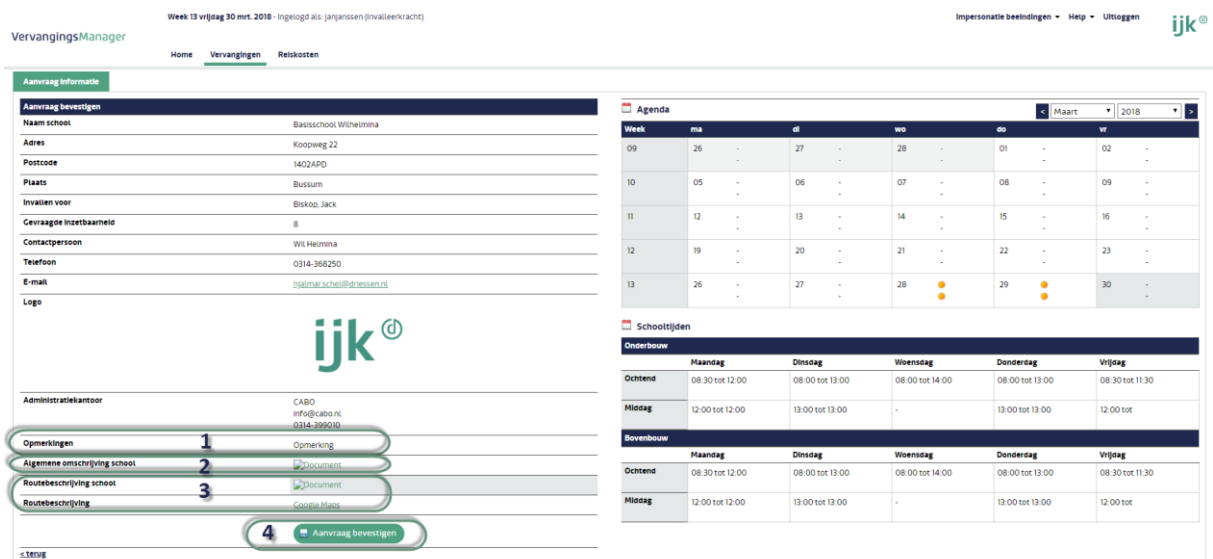 Week 13 vrijdag 30 mrt. 2018 - Ingelogd als: janjanssen (Invalleerkracht)
Impersonatie beëindigen Help Uitloggen
ijk
VervangingsManager
Home Vervangingen Reiskosten
Aanvraag informatie
Aanvraag bevestigen
Naam school Basisschool Wilhelmina
Adres Koopweg 22
Postcode 1402APD
Plaats Bussum
Invallen voor Biskop, Jack
Gevraagde inzetbaarheid 8
Contactpersoon Wil Helmina
Telefoon 0314-368250
E-mail hjalmar.schel@driessen.nl
Logo
ijk d
Administratiekantoor CABO
info@cabo.nl
0314-399010
Opmerkingen 1 Opmerking
Algemene omschrijving school 2 Document
Routebeschrijving school 3 Document
Routebeschrijving Google Maps
4 Aanvraag bevestigen
< terug
Agenda < Maart 2018 >
Week ma di wo do vr
09 26 - 27 - 28 - 01 - 02 -
- - - - -
10 05 - 06 - 07 - 08 - 09 -
- - - - -
11 12 - 13 - 14 - 15 - 16 -
- - - - -
12 19 - 20 - 21 - 22 - 23 -
- - - - -
13 26 - 27 - 28 29 30 -
- - -
Schooltijden
Onderbouw
Maandag Dinsdag Woensdag Donderdag Vrijdag
Ochtend 08:30 tot 12:00 08:00 tot 13:00 08:00 tot 14:00 08:00 tot 13:00 08:30 tot 11:30
Middag 12:00 tot 12:00 13:00 tot 13:00 - 13:00 tot 13:00 12:00 tot
Bovenbouw
Maandag Dinsdag Woensdag Donderdag Vrijdag
Ochtend 08:30 tot 12:00 08:00 tot 13:00 08:00 tot 14:00 08:00 tot 13:00 08:30 tot 11:30
Middag 12:00 tot 12:00 13:00 tot 13:00 - 13:00 tot 13:00 12:00 tot